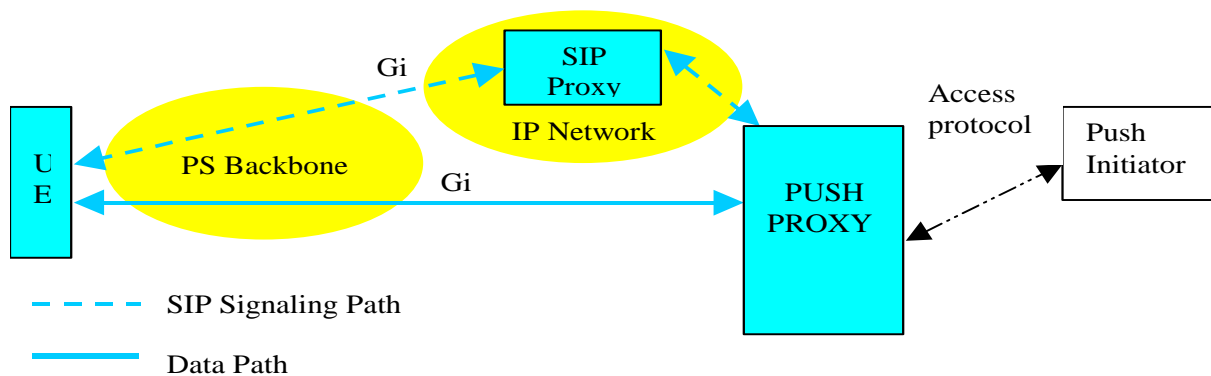 SIP
Proxy
Gi
IP Network
Access
protocol
Push
Initiator
U
E
PS Backbone
Gi
PUSH
PROXY
SIP Signaling Path
Data Path